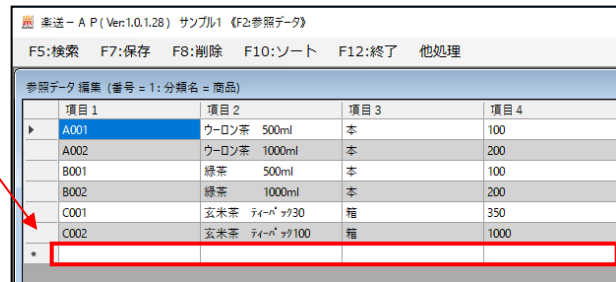 楽送－ＡＰ( Ver:1.0.1.28) サンプル1 《F2:参照データ》
F5:検索 F7:保存 F8:削除 F10:ソート F12:終了 他処理
参照データ編集 (番号 = 1 : 分類名 = 商品)
項目1 項目2 項目3 項目4
A001 ウーロン茶 500ml 本 100
A002 ウーロン茶 1000ml 本 200
B001 緑茶 500ml 本 100
B002 緑茶 1000ml 本 200
C001 玄米茶 ﾃｨｰﾊﾞｯｸ30 箱 350
C002 玄米茶 ﾃｨｰﾊﾞｯｸ100 箱 1000